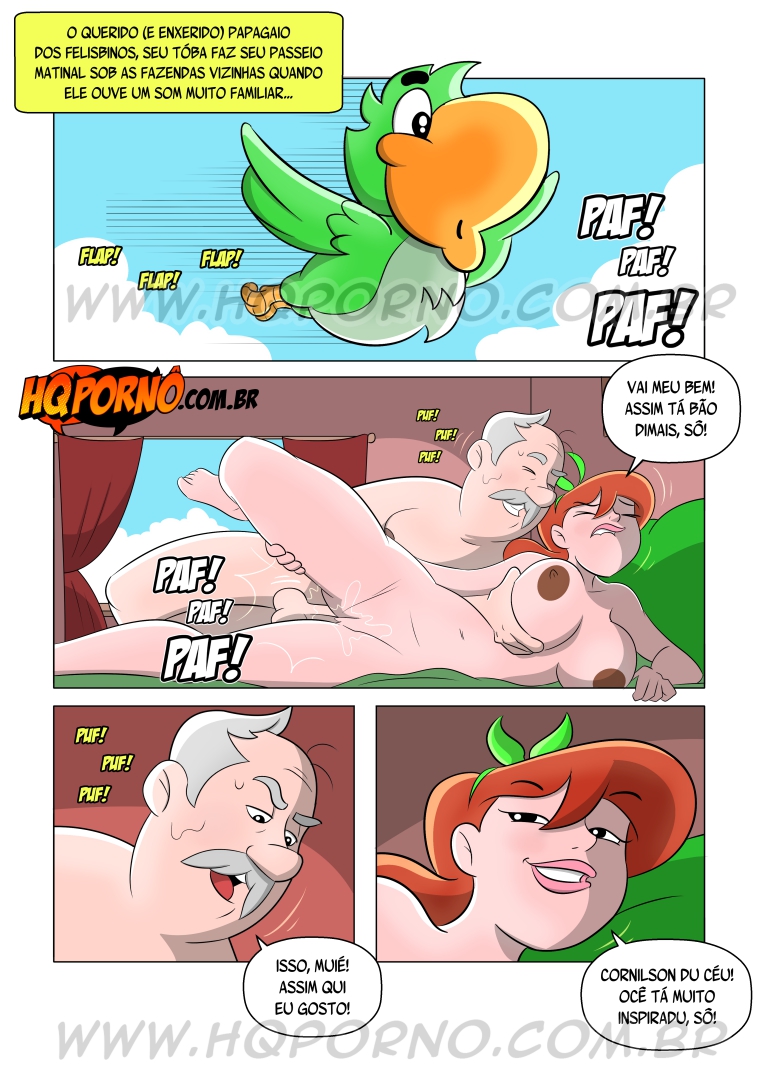 O QUERIDO (E ENXERIDO) PAPAGAIO
DOS FELISBINOS, SEU TÓBA FAZ SEU PASSEIO
MATINAL SOB AS FAZENDAS VIZINHAS QUANDO
ELE OUVE UM SOM MUITO FAMILIAR...
FLAP!
FLAP!
FLAP!
PAF!
PAF!
PAF!
WWW.HQPORNO.COM.BR
HQPORNÔ.COM.BR
PUF!
PUF!
PUF!
VAI MEU BEM!
ASSIM TÁ BÃO
DIMAIS, SÔ!
PAF!
PAF!
PAF!
PUF!
PUF!
PUF!
ISSO, MUIÉ!
ASSIM QUI
EU GOSTO!
CORNILSON DU CÉU!
OCÊ TÁ MUITO
INSPIRADU, SÔ!
WWW.HQPORNO.COM.BR